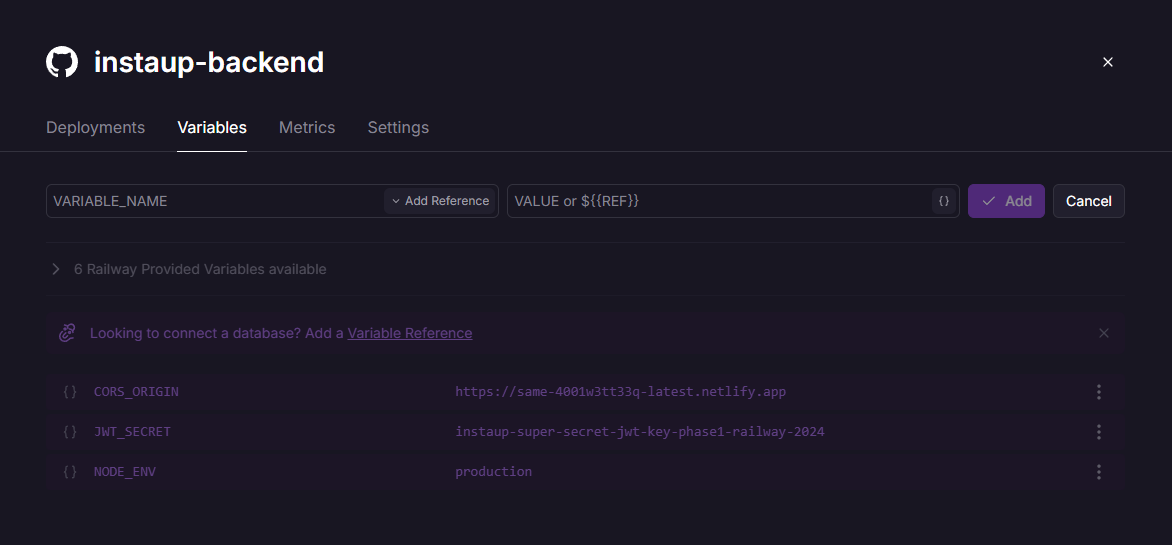 instaup-backend
Deployments Variables Metrics Settings
VARIABLE_NAME Add Reference VALUE or ${{REF}} {} Add Cancel
6 Railway Provided Variables available
Looking to connect a database? Add a Variable Reference
{} CORS_ORIGIN https://same-4001w3tt33q-latest.netlify.app
{} JWT_SECRET instaup-super-secret-jwt-key-phase1-railway-2024
{} NODE_ENV production